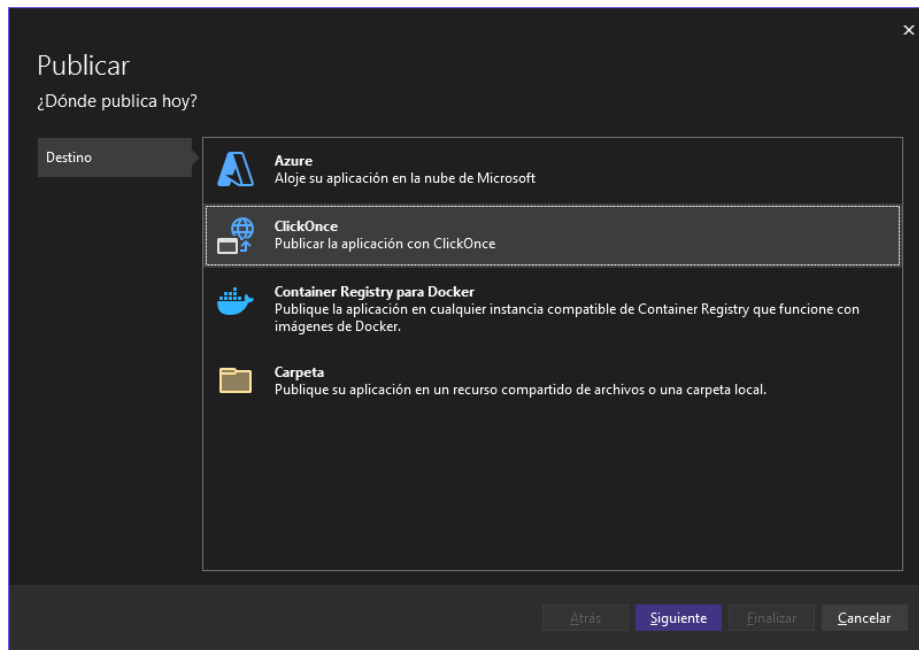 Publicar
¿Dónde publica hoy?
Destino
Azure
Aloje su aplicación en la nube de Microsoft
ClickOnce
Publicar la aplicación con ClickOnce
Container Registry para Docker
Publique la aplicación en cualquier instancia compatible de Container Registry que funcione con
imágenes de Docker.
Carpeta
Publique su aplicación en un recurso compartido de archivos o una carpeta local.
Atrás
Siguiente
Finalizar
Cancelar